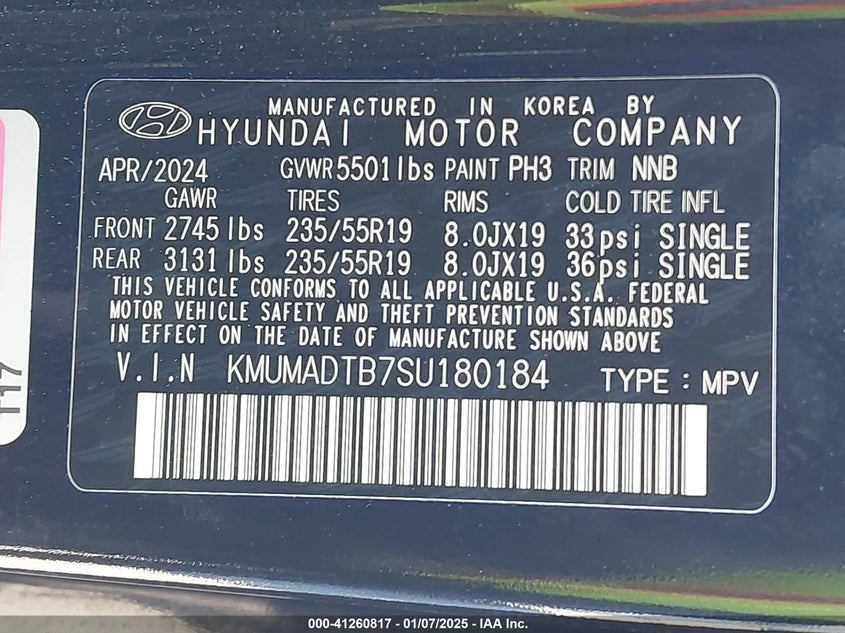 MANUFACTURED IN KOREA BY
HYUNDAI MOTOR COMPANY
APR/2024 GVWR 5501 lbs PAINT PH3 TRIM NNB
GAWR TIRES RIMS COLD TIRE INFL
FRONT 2745 lbs 235/55R19 8.0JX19 33psi SINGLE
REAR 3131 lbs 235/55R19 8.0JX19 36psi SINGLE
THIS VEHICLE CONFORMS TO ALL APPLICABLE U.S.A. FEDERAL
MOTOR VEHICLE SAFETY AND THEFT PREVENTION STANDARDS
IN EFFECT ON THE DATE OF MANUFACTURE SHOWN ABOVE
V.I.N KMUMADTB7SU180184 TYPE : MPV
000-41260817 - 01/07/2025 - IAA Inc.